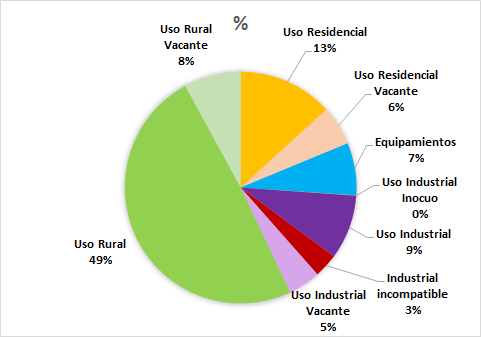 %
Uso Residencial
13%
Uso Residencial
Vacante
6%
Equipamientos
7%
Uso Industrial
Inocuo
0%
Uso Industrial
9%
Industrial
incompatible
3%
Uso Industrial
Vacante
5%
Uso Rural
49%
Uso Rural
Vacante
8%